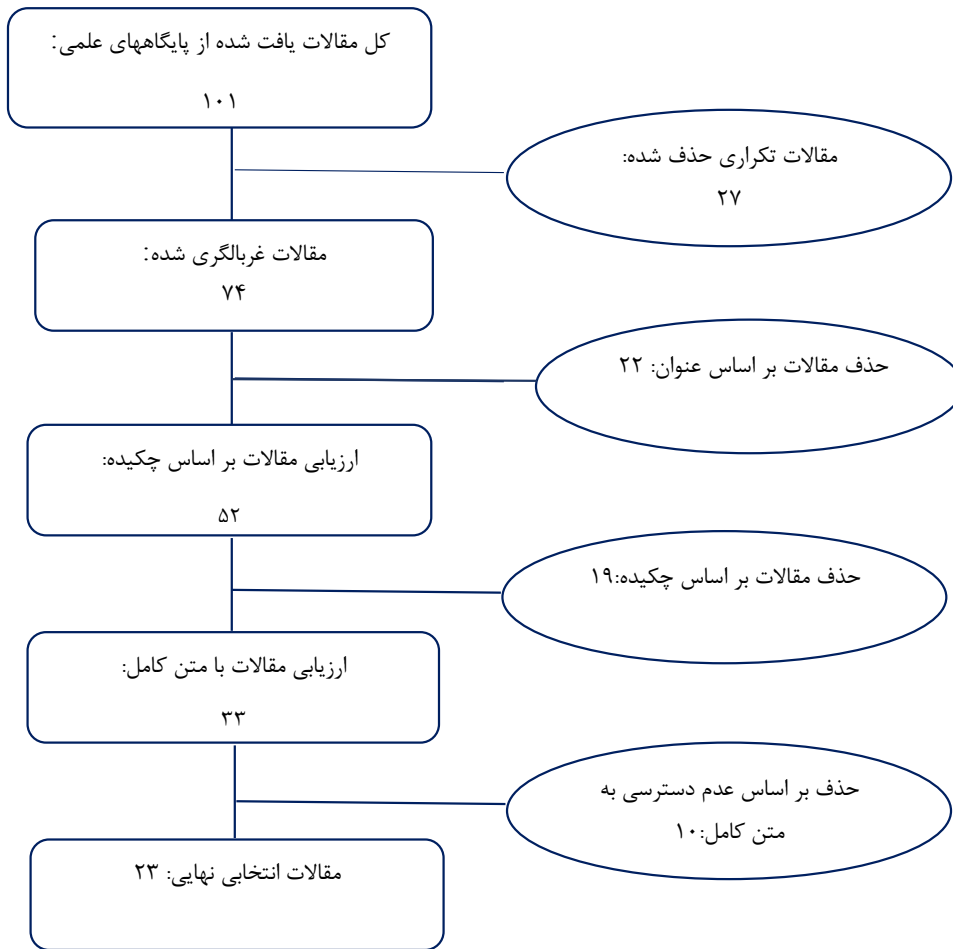 کل مقالات یافت شده از پایگاههای علمی:
۱۰۱
مقالات تکراری حذف شده:
۲۷
مقالات غربالگری شده:
۷۴
حذف مقالات بر اساس عنوان: ۲۲
ارزیابی مقالات بر اساس چکیده:
۵۲
حذف مقالات بر اساس چکیده:۱۹
ارزیابی مقالات با متن کامل:
۳۳
حذف بر اساس عدم دسترسی به
متن کامل:۱۰
مقالات انتخابی نهایی: ۲۳